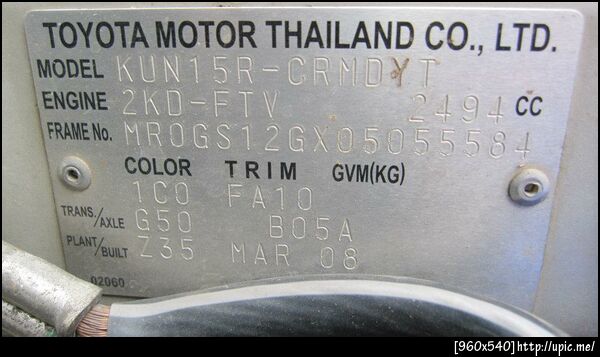 TOYOTA MOTOR THAILAND CO., LTD.
MODEL KUN15R-CRMDYT
ENGINE 2KD-FTV 2494 CC
FRAME No. MR0GS12GX05055584
COLOR TRIM GVM(KG)
1C0 FA10
TRANS./AXLE G50 B05A
PLANT/BUILT Z35 MAR 08
02060
[960x540]http://upic.me/